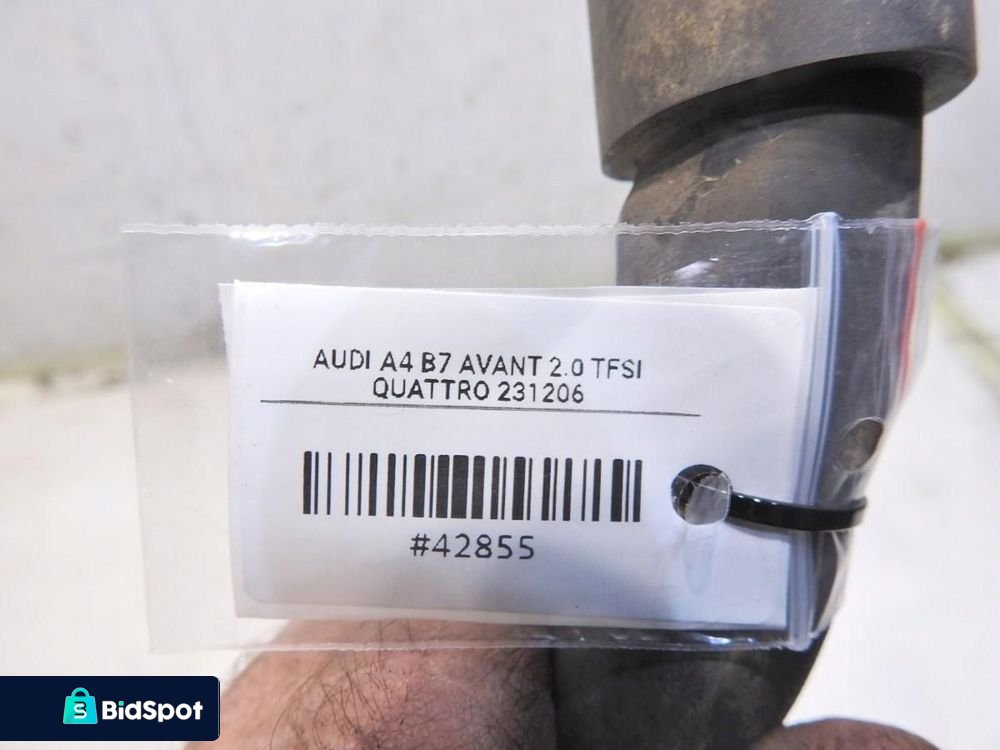 AUDI A4 B7 AVANT 2.0 TFSI
QUATTRO 231206
#42855
BidSpot